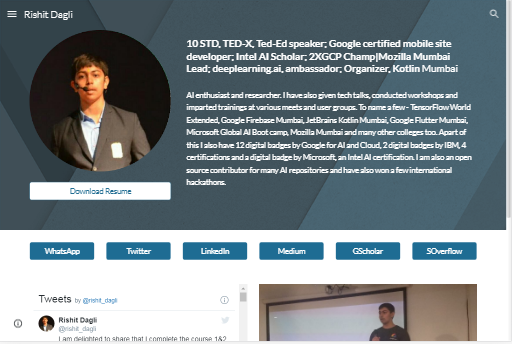 Rishit Dagli
10 STD, TED-X, Ted-Ed speaker; Google certified mobile site
developer; Intel AI Scholar; 2XGCP Champ|Mozilla Mumbai
Lead; deeplearning.ai, ambassador; Organizer, Kotlin Mumbai
AI enthusiast and researcher. I have also given tech talks, conducted workshops and
imparted trainings at various meets and user groups. To name a few - TensorFlow World
Extended, Google Firebase Mumbai, JetBrains Kotlin Mumbai, Google Flutter Mumbai,
Microsoft Global AI Boot camp, Mozilla Mumbai and many other colleges too. Apart of
this I also have 12 digital badges by Google for AI and Cloud, 2 digital badges by IBM, 4
certifications and a digital badge by Microsoft, an Intel AI certification. I am also an open
source contributor for many AI repositories and have also won a few international
hackathons.
Download Resume
WhatsApp Twitter LinkedIn Medium GScholar SOverflow
Tweets by @rishit_dagli
Rishit Dagli
@rishit_dagli
I am delighted to share that I complete the course 1&2